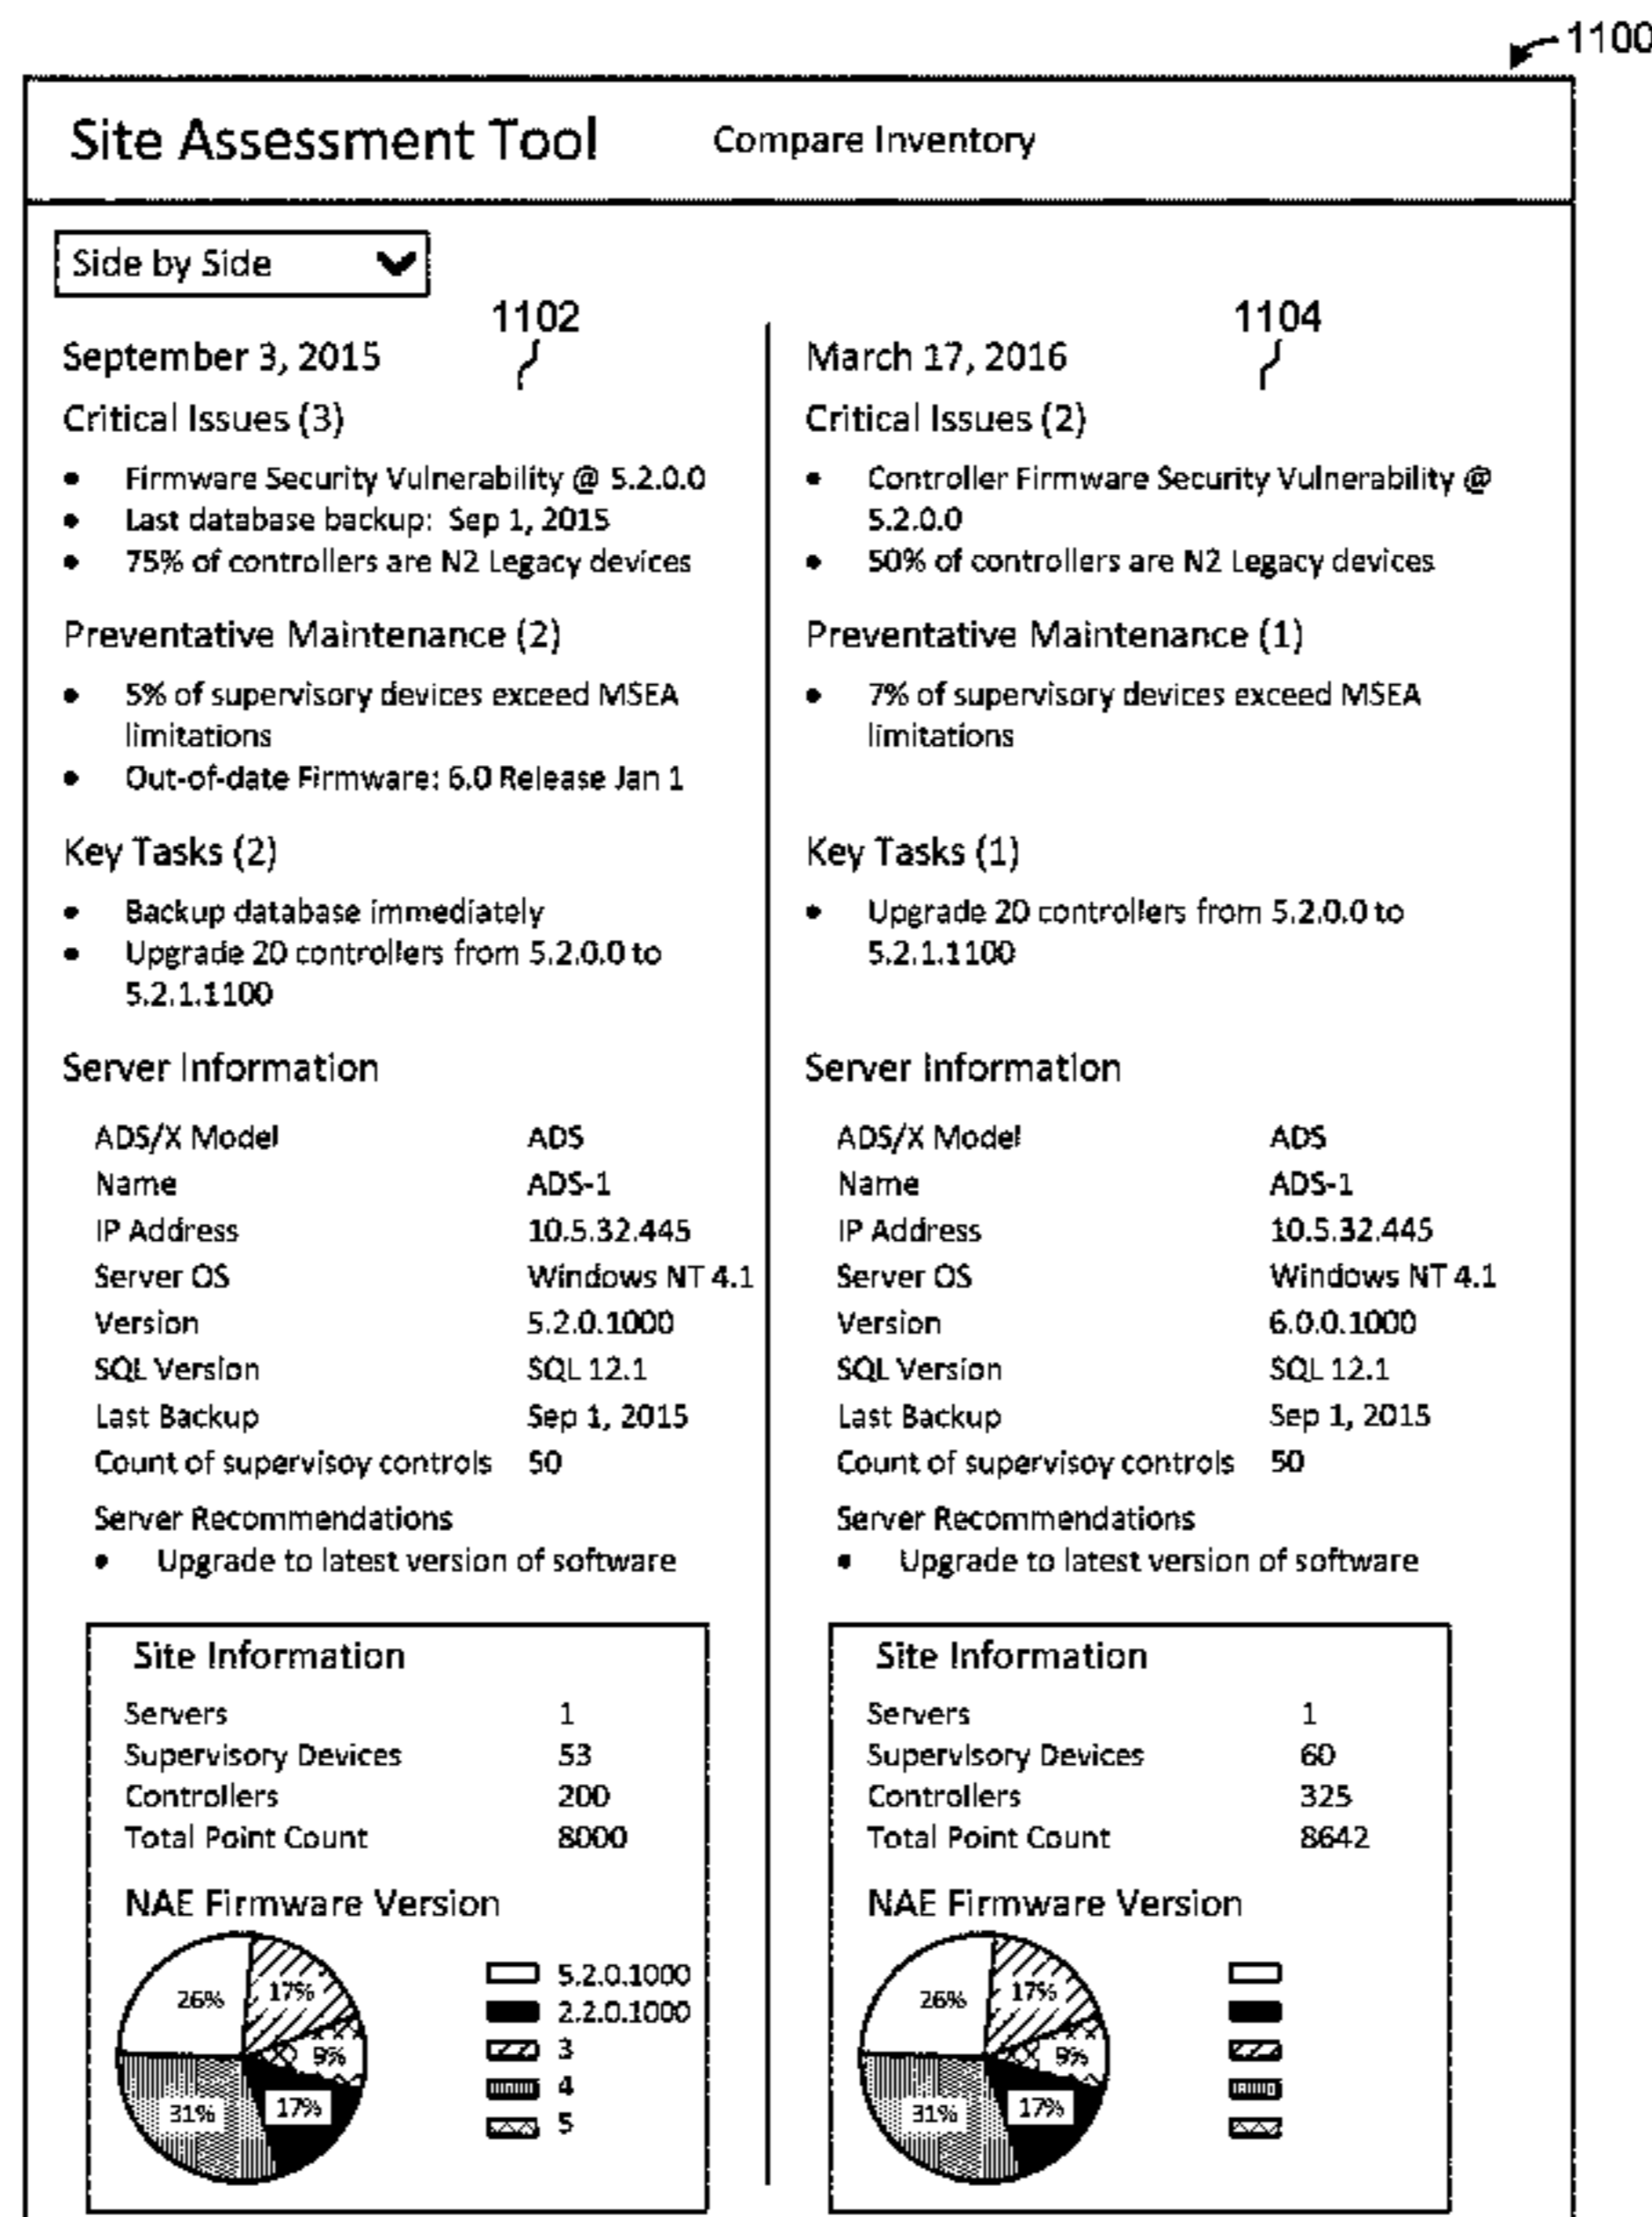 1100
Site Assessment Tool Compare Inventory
Side by Side
1102
September 3, 2015
Critical Issues (3)
• Firmware Security Vulnerability @ 5.2.0.0
• Last database backup: Sep 1, 2015
• 75% of controllers are N2 Legacy devices
Preventative Maintenance (2)
• 5% of supervisory devices exceed MSEA
limitations
• Out-of-date Firmware: 6.0 Release Jan 1
Key Tasks (2)
• Backup database immediately
• Upgrade 20 controllers from 5.2.0.0 to
5.2.1.1100
Server Information
ADS/X Model ADS
Name ADS-1
IP Address 10.5.32.445
Server OS Windows NT 4.1
Version 5.2.0.1000
SQL Version SQL 12.1
Last Backup Sep 1, 2015
Count of supervisoy controls 50
Server Recommendations
• Upgrade to latest version of software
Site Information
Servers 1
Supervisory Devices 53
Controllers 200
Total Point Count 8000
NAE Firmware Version
26% 17% 9% 31% 17%
5.2.0.1000
2.2.0.1000
3
4
5
1104
March 17, 2016
Critical Issues (2)
• Controller Firmware Security Vulnerability @
5.2.0.0
• 50% of controllers are N2 Legacy devices
Preventative Maintenance (1)
• 7% of supervisory devices exceed MSEA
limitations
Key Tasks (1)
• Upgrade 20 controllers from 5.2.0.0 to
5.2.1.1100
Server Information
ADS/X Model ADS
Name ADS-1
IP Address 10.5.32.445
Server OS Windows NT 4.1
Version 6.0.0.1000
SQL Version SQL 12.1
Last Backup Sep 1, 2015
Count of supervisoy controls 50
Server Recommendations
• Upgrade to latest version of software
Site Information
Servers 1
Supervisory Devices 60
Controllers 325
Total Point Count 8642
NAE Firmware Version
26% 17% 9% 31% 17%